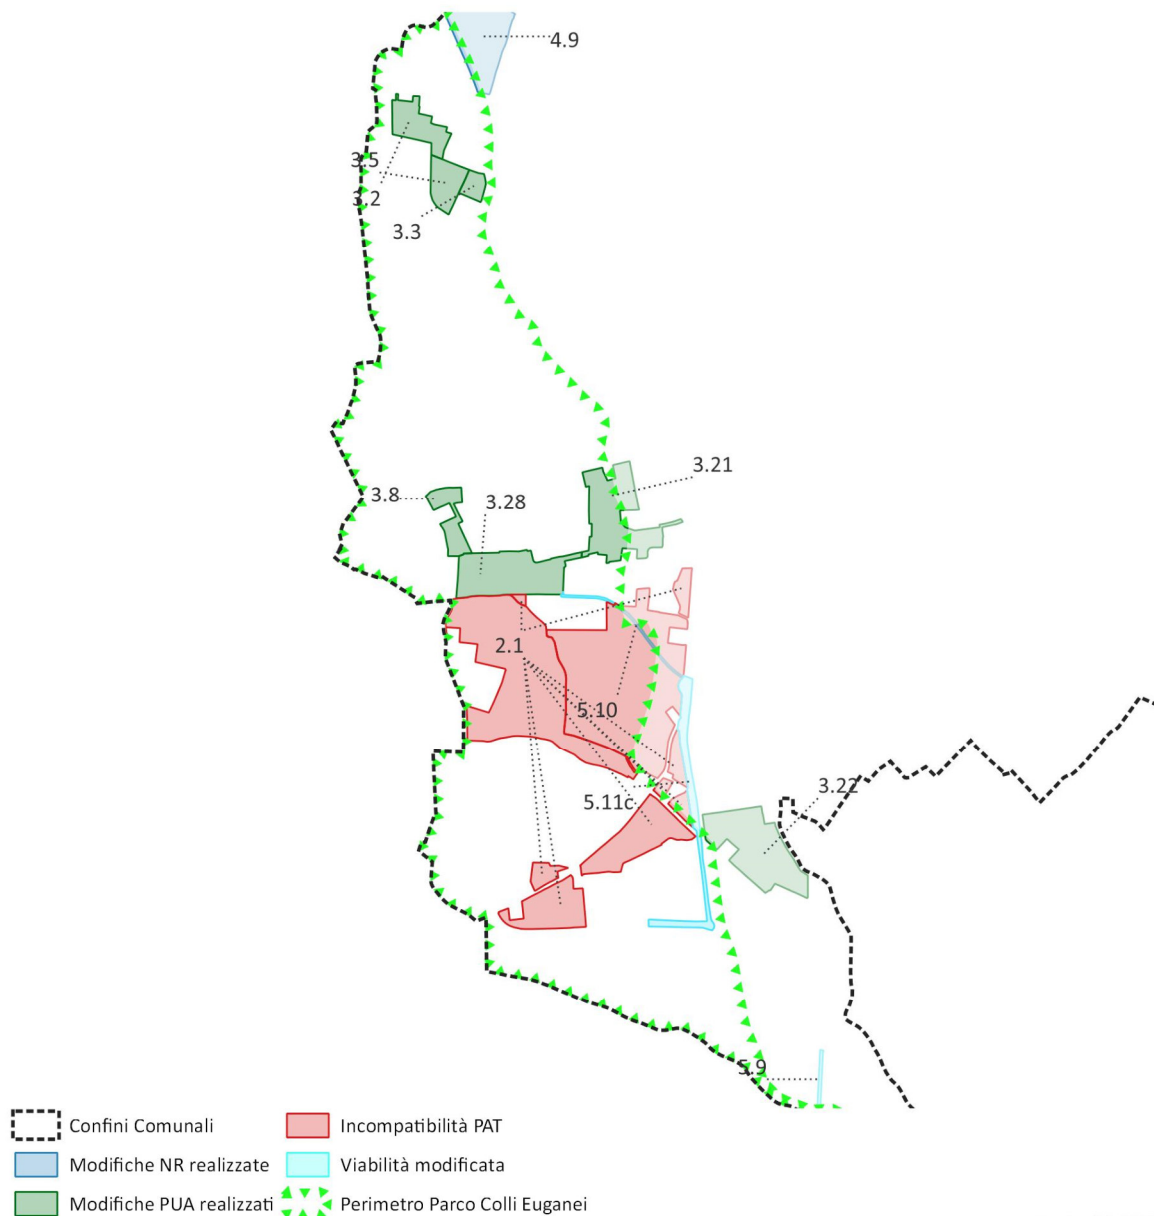 4.9
3.5
3.2
3.3
3.21
3.8
3.28
2.1
5.10
3.22
5.11c
5.9
Confini Comunali
Incompatibilità PAT
Modifiche NR realizzate
Viabilità modificata
Modifiche PUA realizzati
Perimetro Parco Colli Euganei